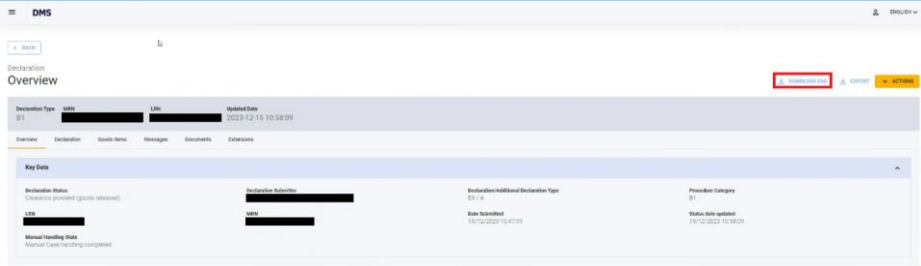 DMS
ENGLISH
BACK
Declaration
Overview
DOWNLOAD EAD
EXPORT
ACTIONS
Declaration Type MRN LRN Updated Date
B1 2023-12-15 10:58:09
Overview Declaration Goods Items Messages Documents Extensions
Key Data
Declaration Status Declaration Submitter Declaration/Additional Declaration Type Procedure Category
Clearance provided (goods released) EX / A B1
LRN MRN Date Submitted Status date updated
15/12/2023 10:47:09 15/12/2023 10:58:09
Manual Handling State
Manual Case handling completed